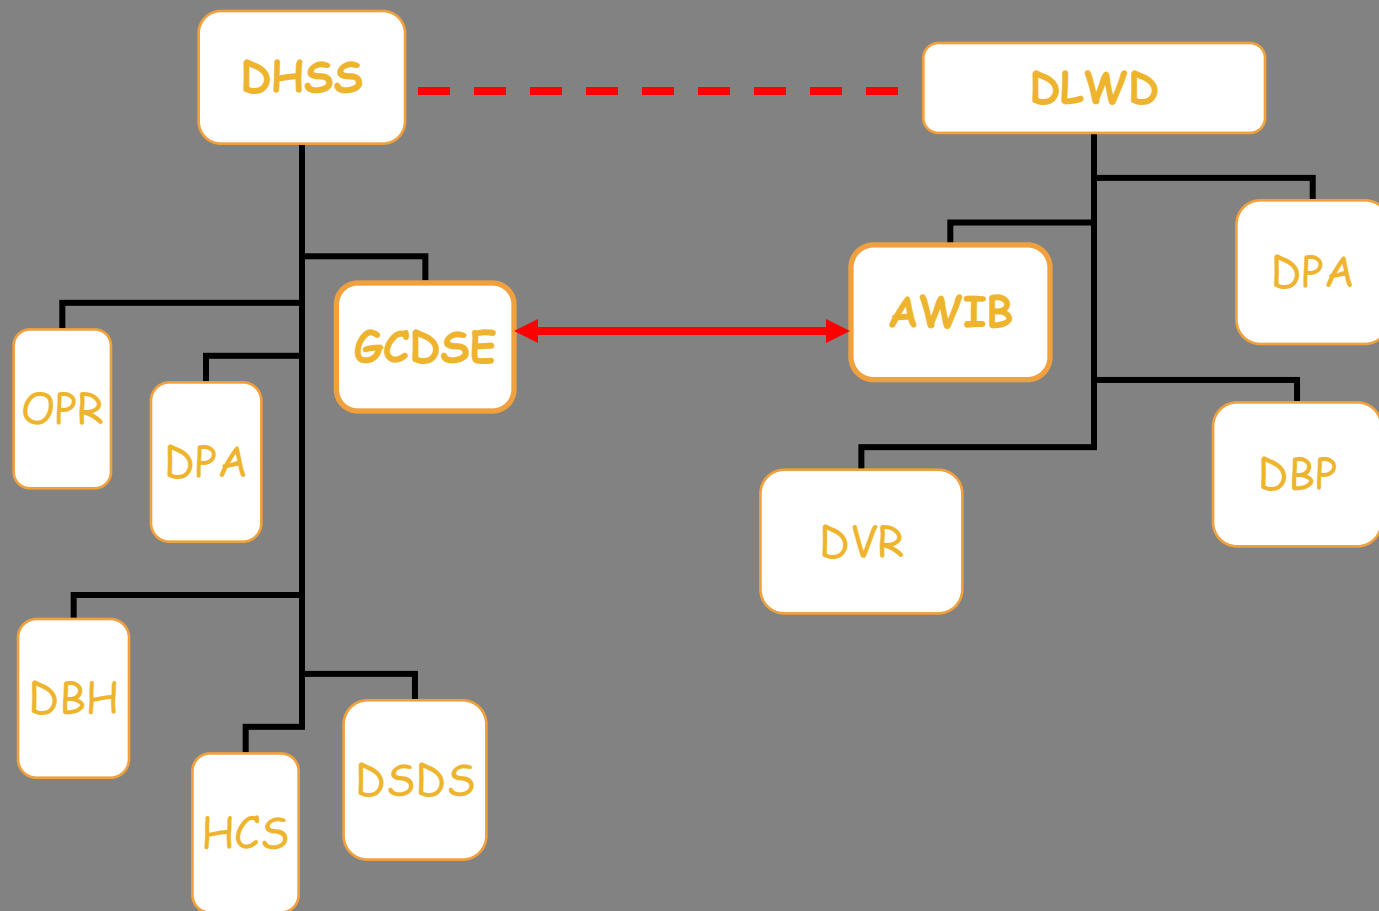 DHSS
DLWD
GCDSE
OPR
DPA
DBH
DSDS
HCS
DPA
AWIB
DBP
DVR